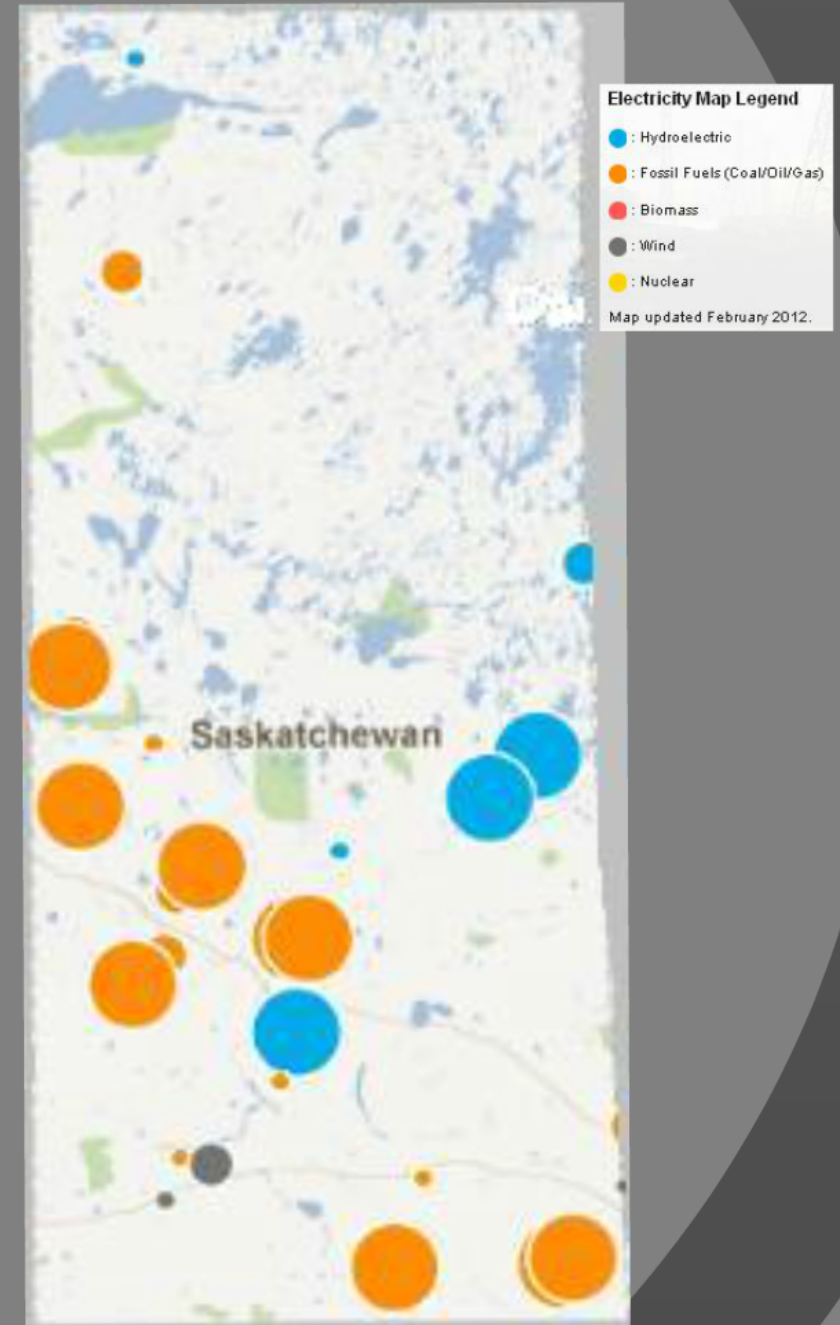 Electricity Map Legend
: Hydroelectric
: Fossil Fuels (Coal/Oil/Gas)
: Biomass
: Wind
: Nuclear
Map updated February 2012.
Saskatchewan